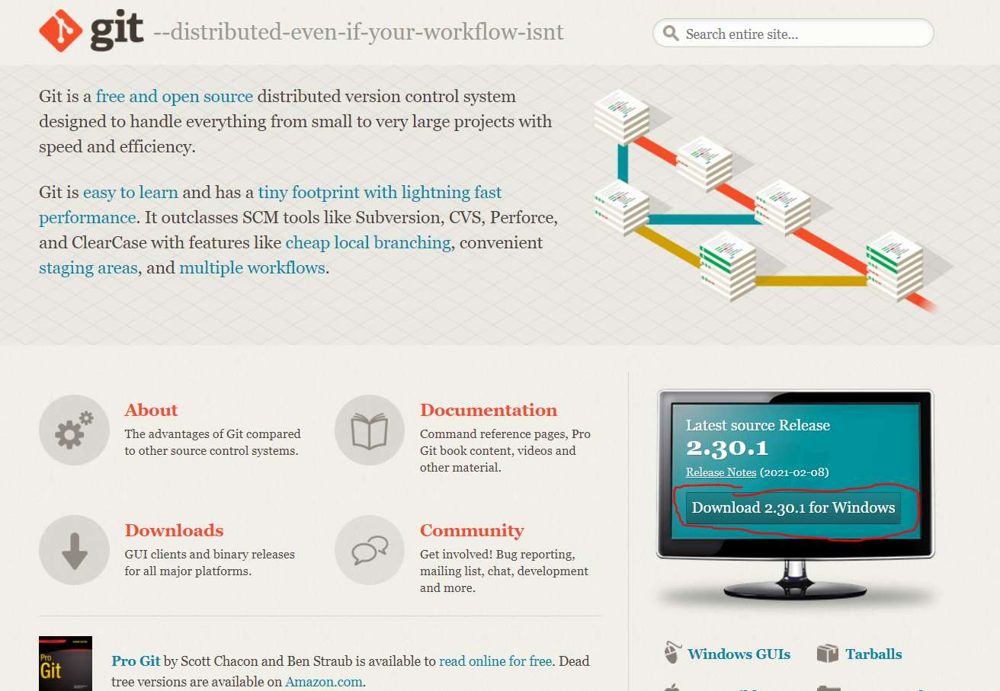 git --distributed-even-if-your-workflow-isnt
Search entire site...
Git is a free and open source distributed version control system
designed to handle everything from small to very large projects with
speed and efficiency.
Git is easy to learn and has a tiny footprint with lightning fast
performance. It outclasses SCM tools like Subversion, CVS, Perforce,
and ClearCase with features like cheap local branching, convenient
staging areas, and multiple workflows.
About
The advantages of Git compared
to other source control systems.
Documentation
Command reference pages, Pro
Git book content, videos and
other material.
Downloads
GUI clients and binary releases
for all major platforms.
Community
Get involved! Bug reporting,
mailing list, chat, development
and more.
Latest source Release
2.30.1
Release Notes (2021-02-08)
Download 2.30.1 for Windows
Windows GUIs
Tarballs
Pro
Git
Pro Git by Scott Chacon and Ben Straub is available to read online for free. Dead
tree versions are available on Amazon.com.